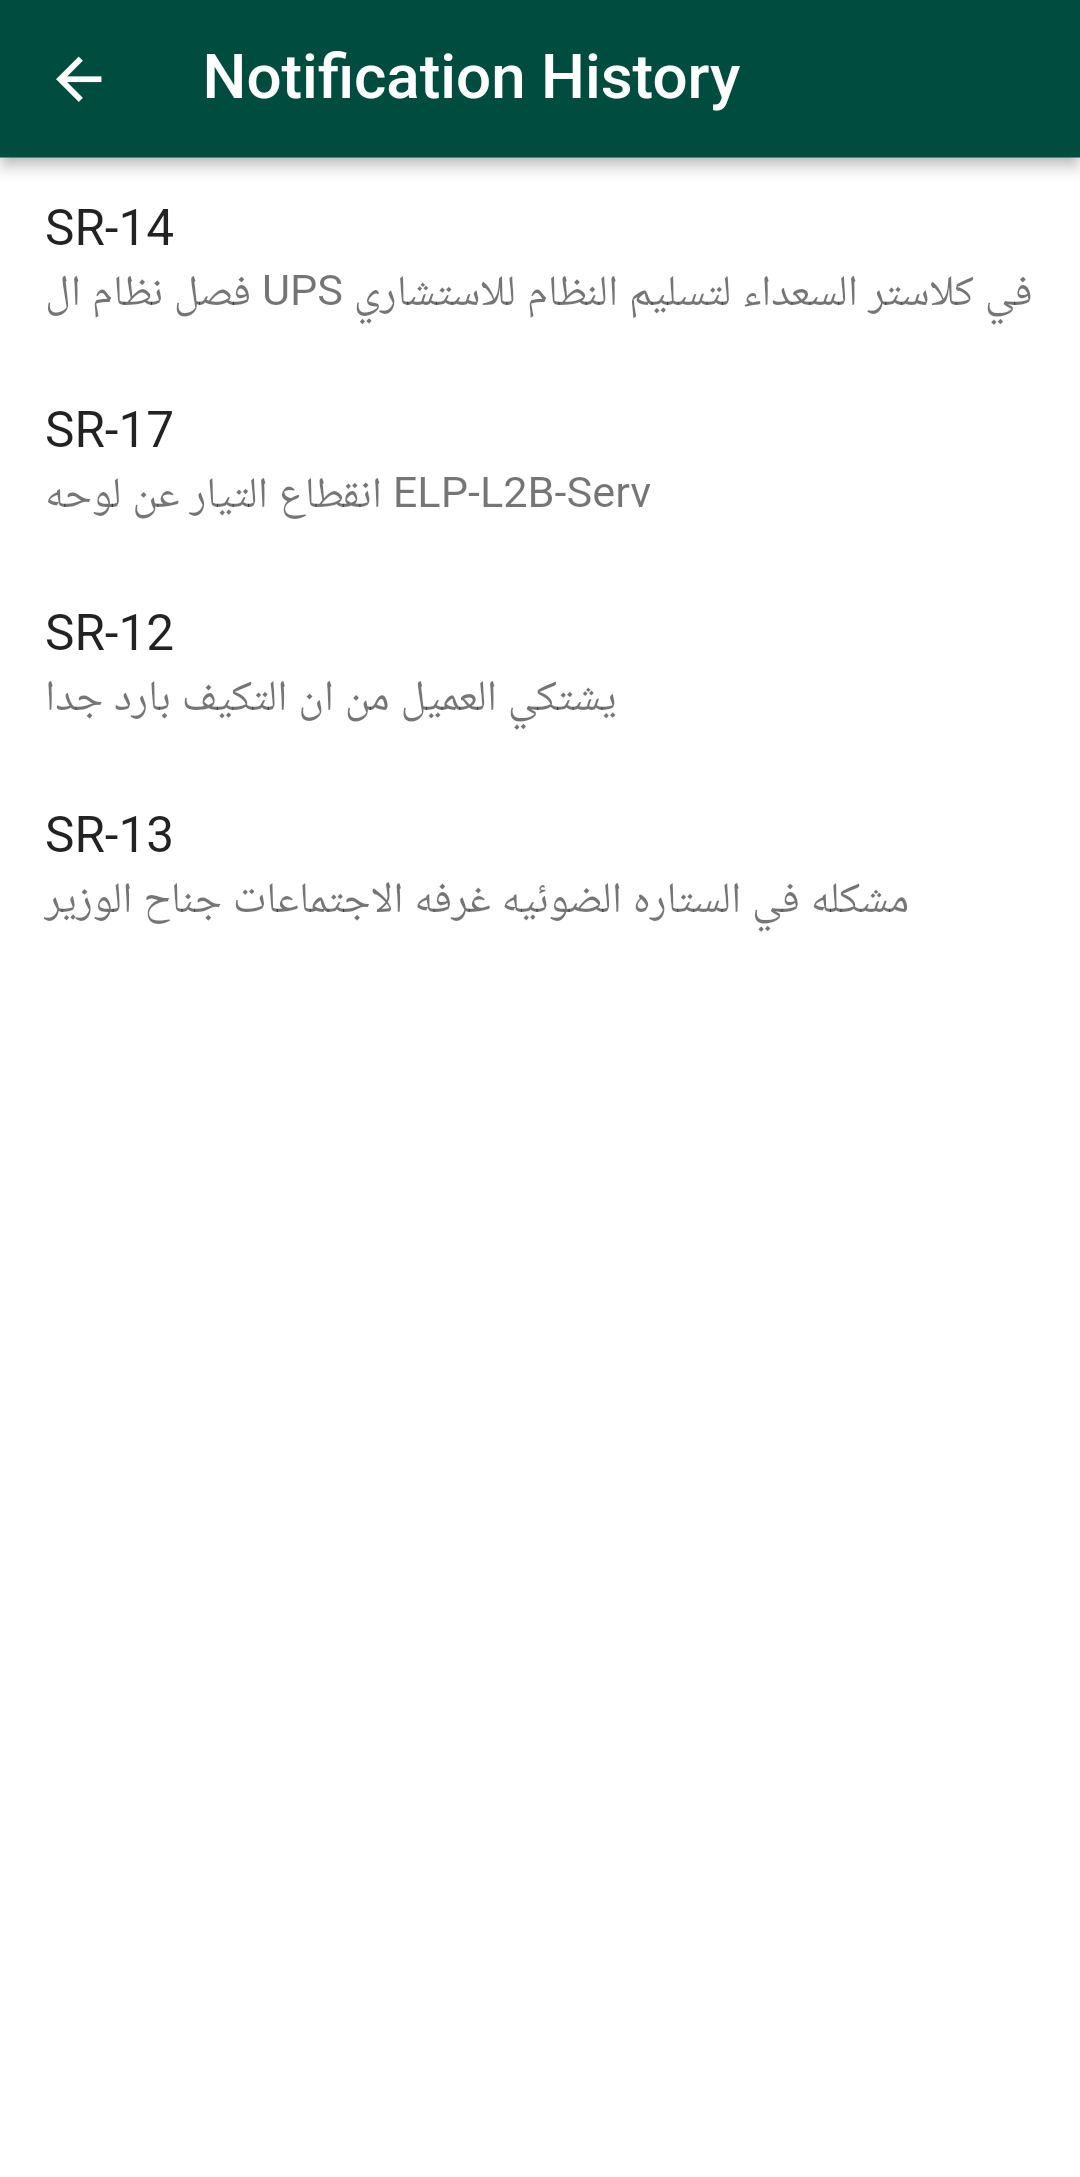 Notification History
SR-14
فصل نظام ال UPS في كلاستر السعداء لتسليم النظام للاستشاري
SR-17
انقطاع التيار عن لوحه ELP-L2B-Serv
SR-12
يشتكي العميل من ان التكيف بارد جدا
SR-13
مشكله في الستاره الضوئيه غرفه الاجتماعات جناح الوزير